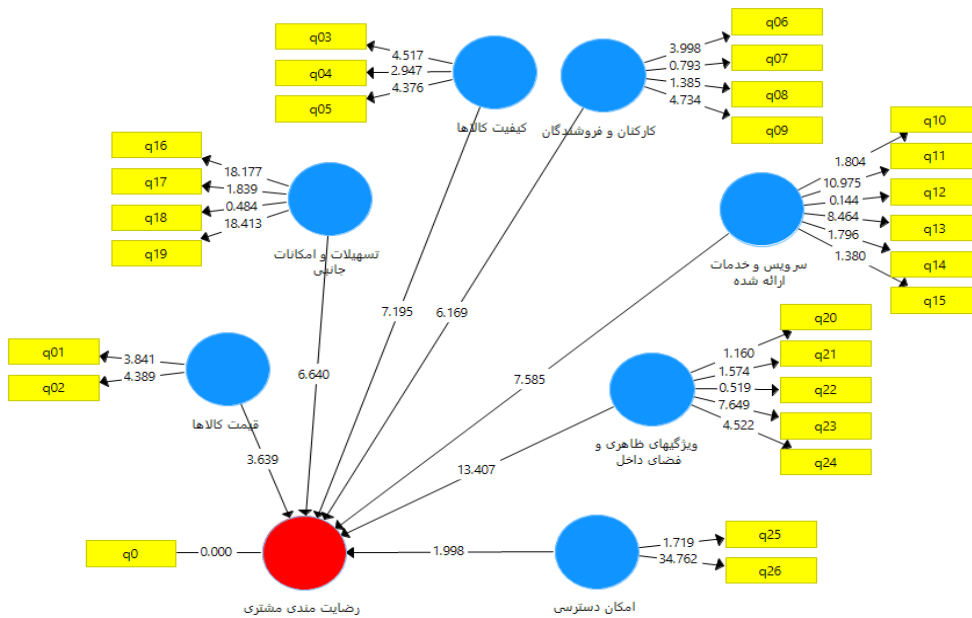 q03
q04
q05
4.517
2.947
4.376
کیفیت کالاها
q06
q07
q08
q09
3.998
0.793
1.385
4.734
کارکنان و فروشندگان
q10
q11
q12
q13
q14
q15
1.804
10.975
0.144
8.464
1.796
1.380
سرویس و خدمات
ارائه شده
q16
q17
q18
q19
18.177
1.839
0.484
18.413
تسهیلات و امکانات
جانبی
q01
q02
3.841
4.389
قیمت کالاها
q20
q21
q22
q23
q24
1.160
1.574
0.519
7.649
4.522
ویژگیهای ظاهری و
فضای داخل
7.195
6.169
6.640
7.585
3.639
13.407
q0
0.000
رضایت مندی مشتری
1.998
q25
q26
1.719
34.762
امکان دسترسی